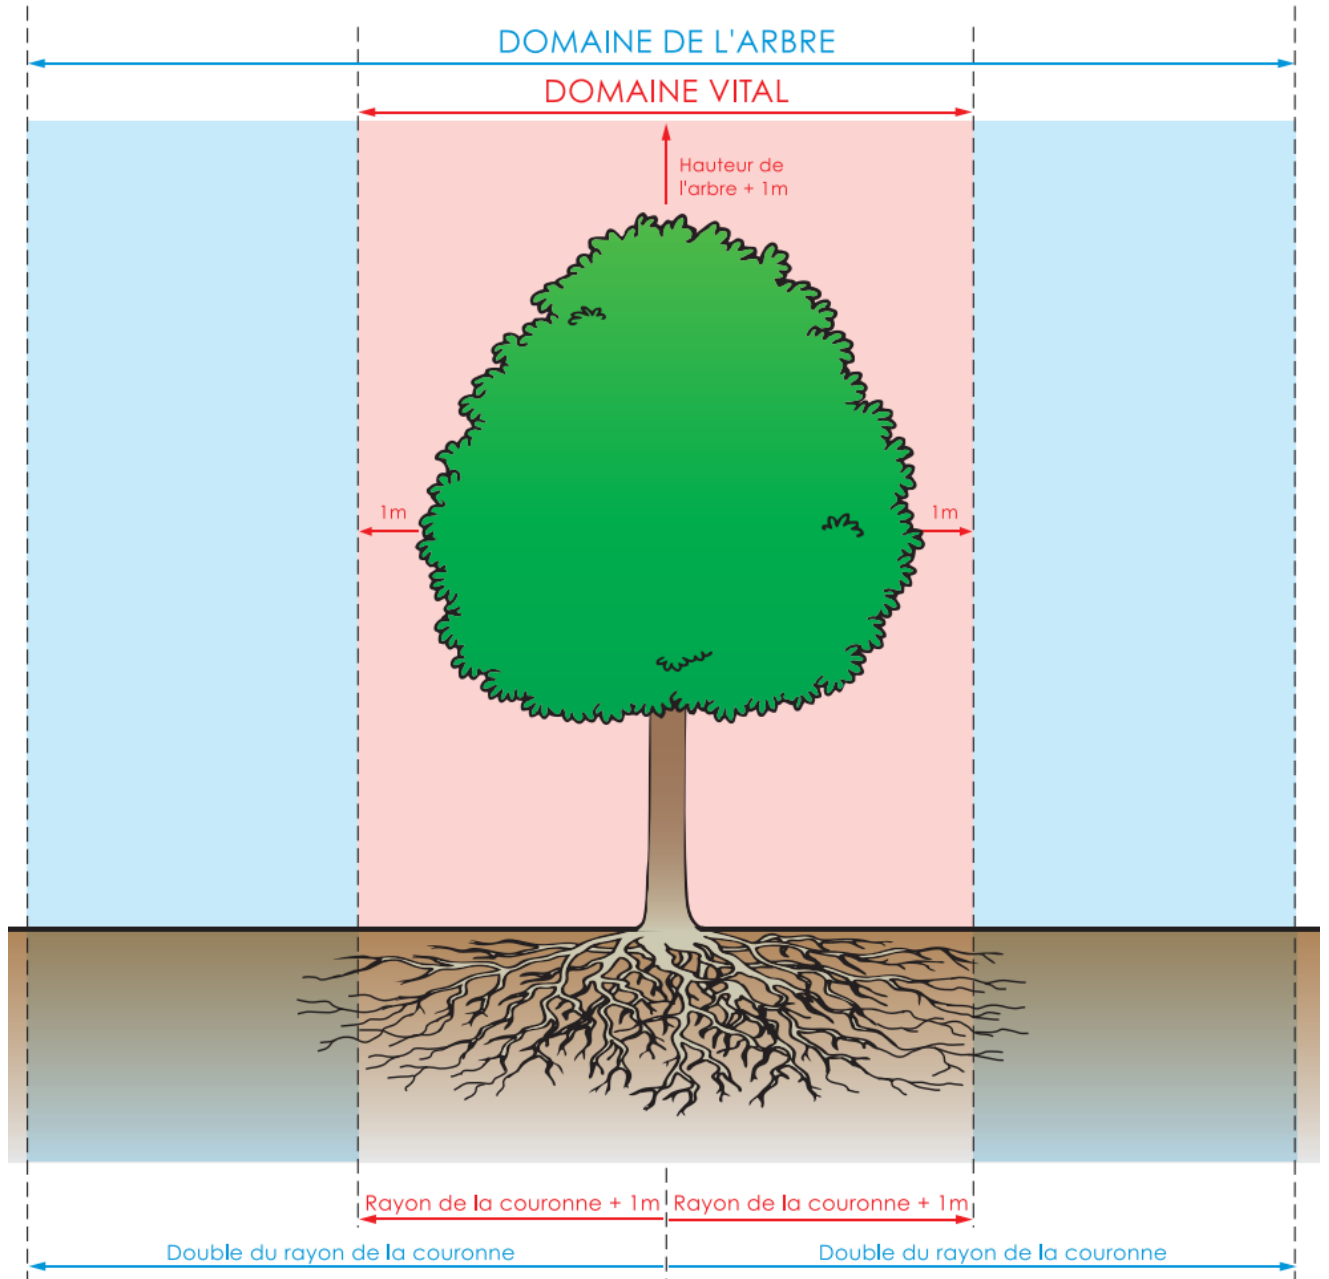 DOMAINE DE L'ARBRE
DOMAINE VITAL
Hauteur de
l'arbre + 1m
1m
1m
Rayon de la couronne + 1m
Rayon de la couronne + 1m
Double du rayon de la couronne
Double du rayon de la couronne